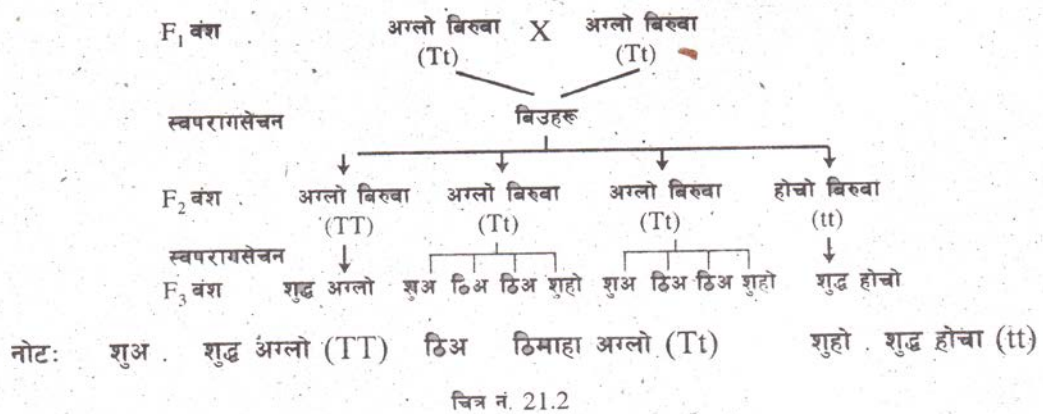 F₁ वंश अग्लो बिरुवा X अग्लो बिरुवा
(Tt) (Tt)
स्वपरागसेचन बिउहरू
F₂ वंश अग्लो बिरुवा अग्लो बिरुवा अग्लो बिरुवा होचो बिरुवा
(TT) (Tt) (Tt) (tt)
स्वपरागसेचन
F₃ वंश शुद्ध अग्लो शुअ ठिअ ठिअ शुहो शुअ ठिअ ठिअ शुहो शुद्ध होचो
नोट: शुअ . शुद्ध अग्लो (TT) ठिअ ठिमाहा अग्लो (Tt) शुहो . शुद्ध होचा (tt)
चित्र नं. 21.2